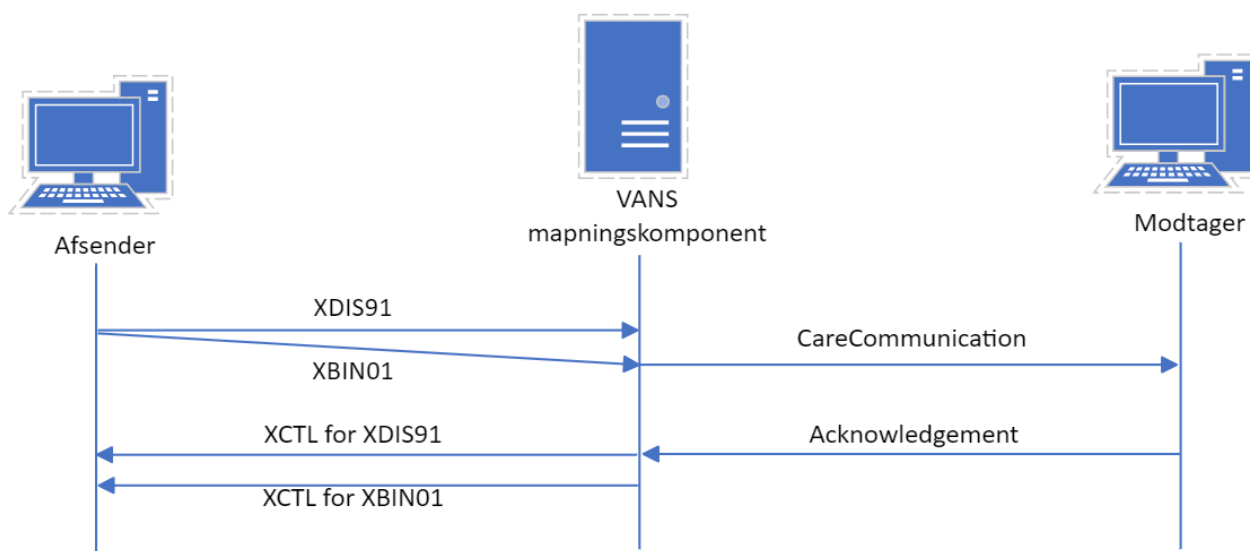 VANS
mapningskomponent
Modtager
Afsender
XDIS91
CareCommunication
XBIN01
XCTL for XDIS91
Acknowledgement
XCTL for XBIN01